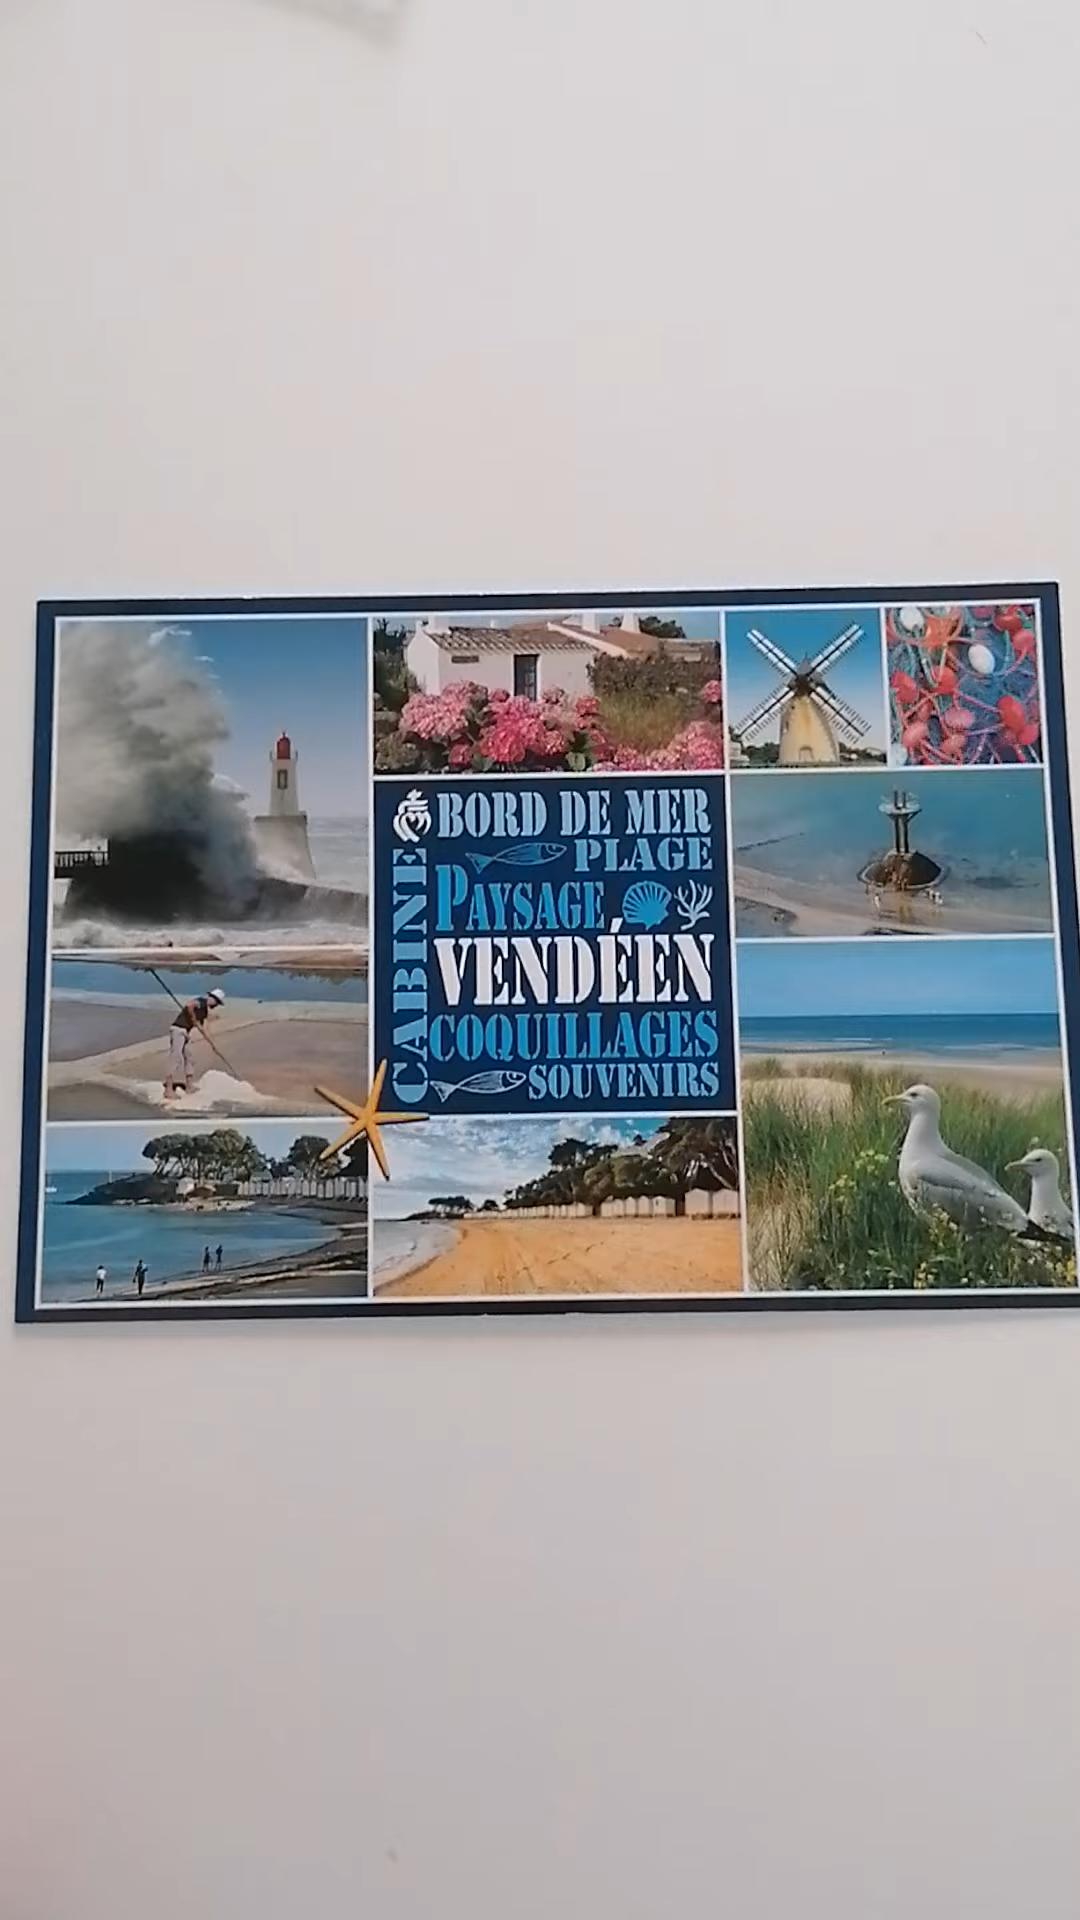 BORD DE MER
PLAGE
PAYSAGE
VENDÉEN
COQUILLAGES
SOUVENIRS
CABINE